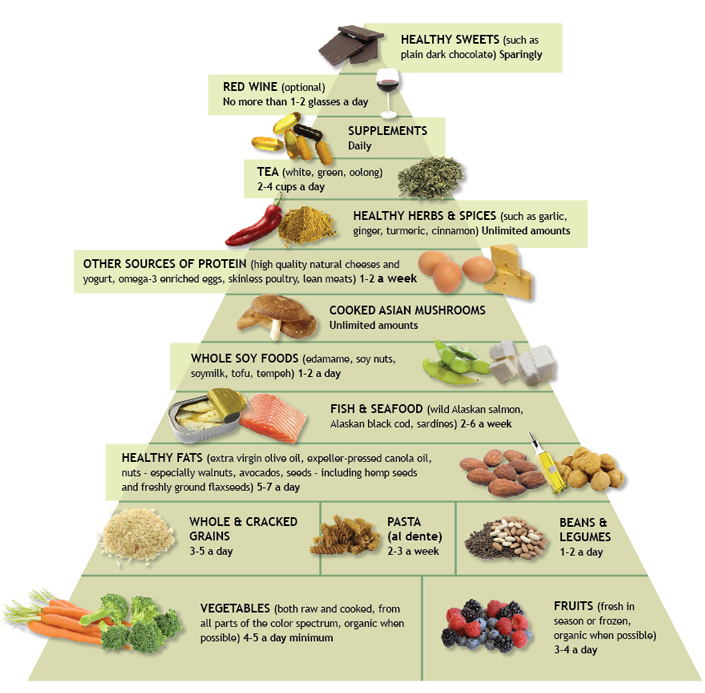 HEALTHY SWEETS (such as
plain dark chocolate) Sparingly
RED WINE (optional)
No more than 1-2 glasses a day
SUPPLEMENTS
Daily
TEA (white, green, oolong)
2-4 cups a day
HEALTHY HERBS & SPICES (such as garlic,
ginger, turmeric, cinnamon) Unlimited amounts
OTHER SOURCES OF PROTEIN (high quality natural cheeses and
yogurt, omega-3 enriched eggs, skinless poultry, lean meats) 1-2 a week
COOKED ASIAN MUSHROOMS
Unlimited amounts
WHOLE SOY FOODS (edamame, soy nuts,
soymilk, tofu, tempeh) 1-2 a day
FISH & SEAFOOD (wild Alaskan salmon,
Alaskan black cod, sardines) 2-6 a week
HEALTHY FATS (extra virgin olive oil, expeller-pressed canola oil,
nuts - especially walnuts, avocados, seeds - including hemp seeds
and freshly ground flaxseeds) 5-7 a day
WHOLE & CRACKED
GRAINS
3-5 a day
PASTA
(al dente)
2-3 a week
BEANS &
LEGUMES
1-2 a day
VEGETABLES (both raw and cooked, from
all parts of the color spectrum, organic when
possible) 4-5 a day minimum
FRUITS (fresh in
season or frozen,
organic when possible)
3-4 a day